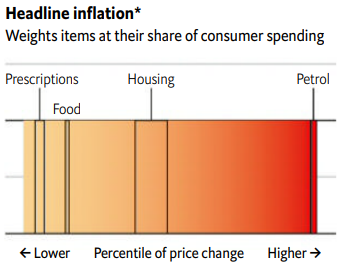 Headline inflation*
Weights items at their share of consumer spending
Prescriptions Housing Petrol
Food
← Lower Percentile of price change Higher →